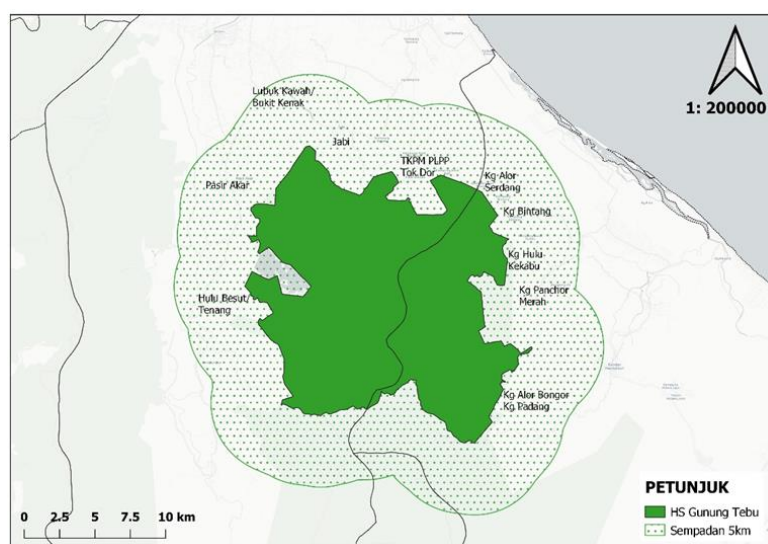 1: 200000
Lubuk Kawah/
Bukit Kenak
Jabi
TKPM PLPP
Tok Dor
Kg Alor
Serdang
Pasir Akar
Kg Bintang
Kg Hulu
Kekabu
Kg Panchor
Merah
Hulu Besut/
Tenang
Kg Alor Bongor
Kg Padang
PETUNJUK
HS Gunung Tebu
Sempadan 5km
0 2.5 5 7.5 10 km